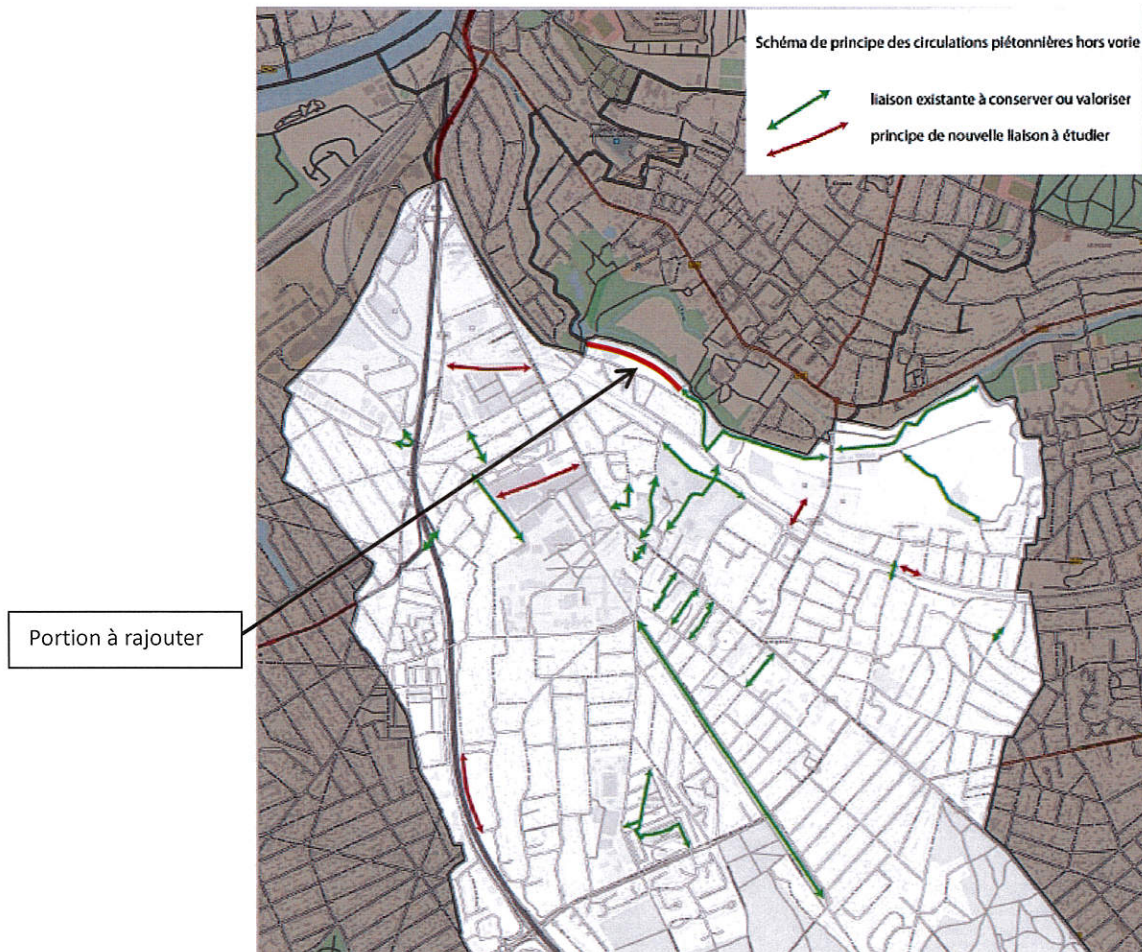 Schéma de principe des circulations piétonnières hors vorie
liaison existante à conserver ou valoriser
principe de nouvelle liaison à étudier
Portion à rajouter